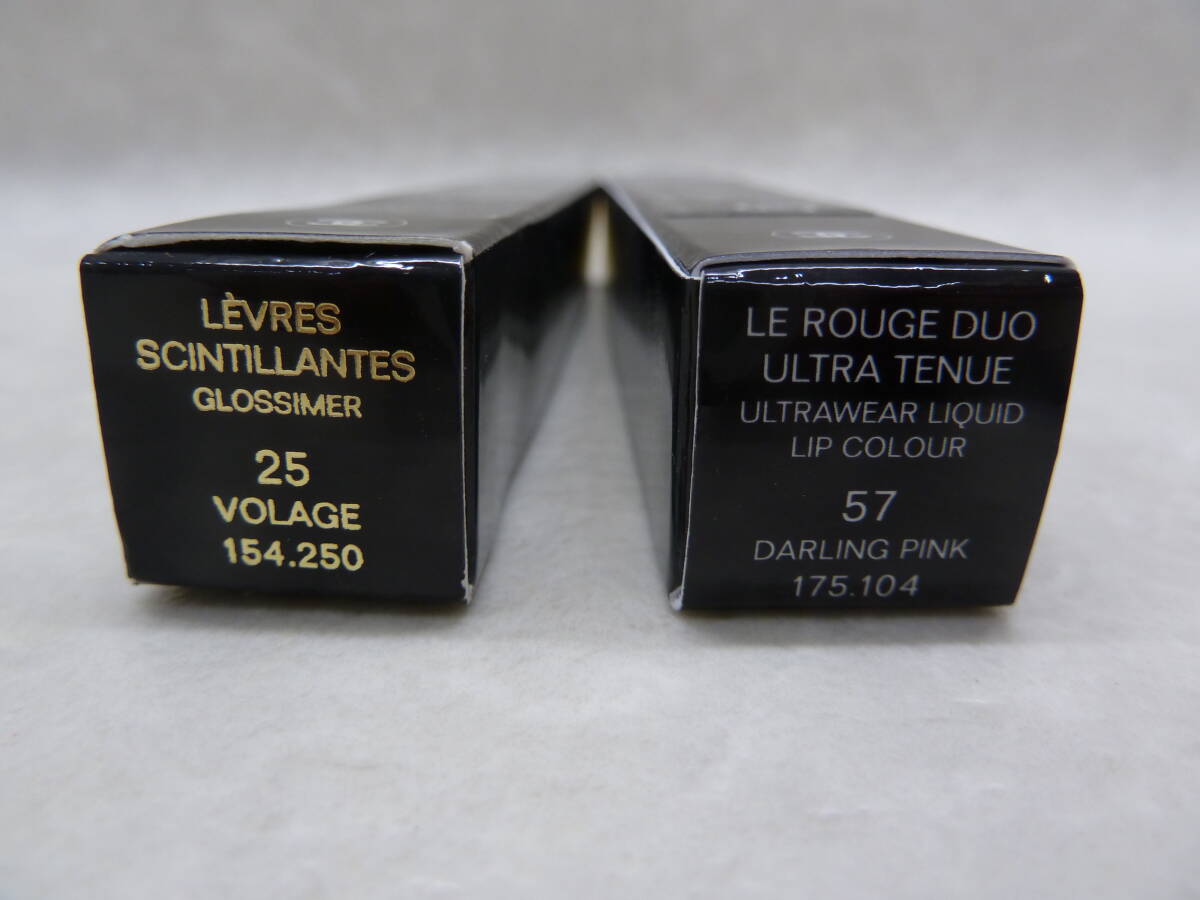 LÈVRES
SCINTILLANTES
GLOSSIMER
25
VOLAGE
154.250
LE ROUGE DUO
ULTRA TENUE
ULTRAWEAR LIQUID
LIP COLOUR
57
DARLING PINK
175.104